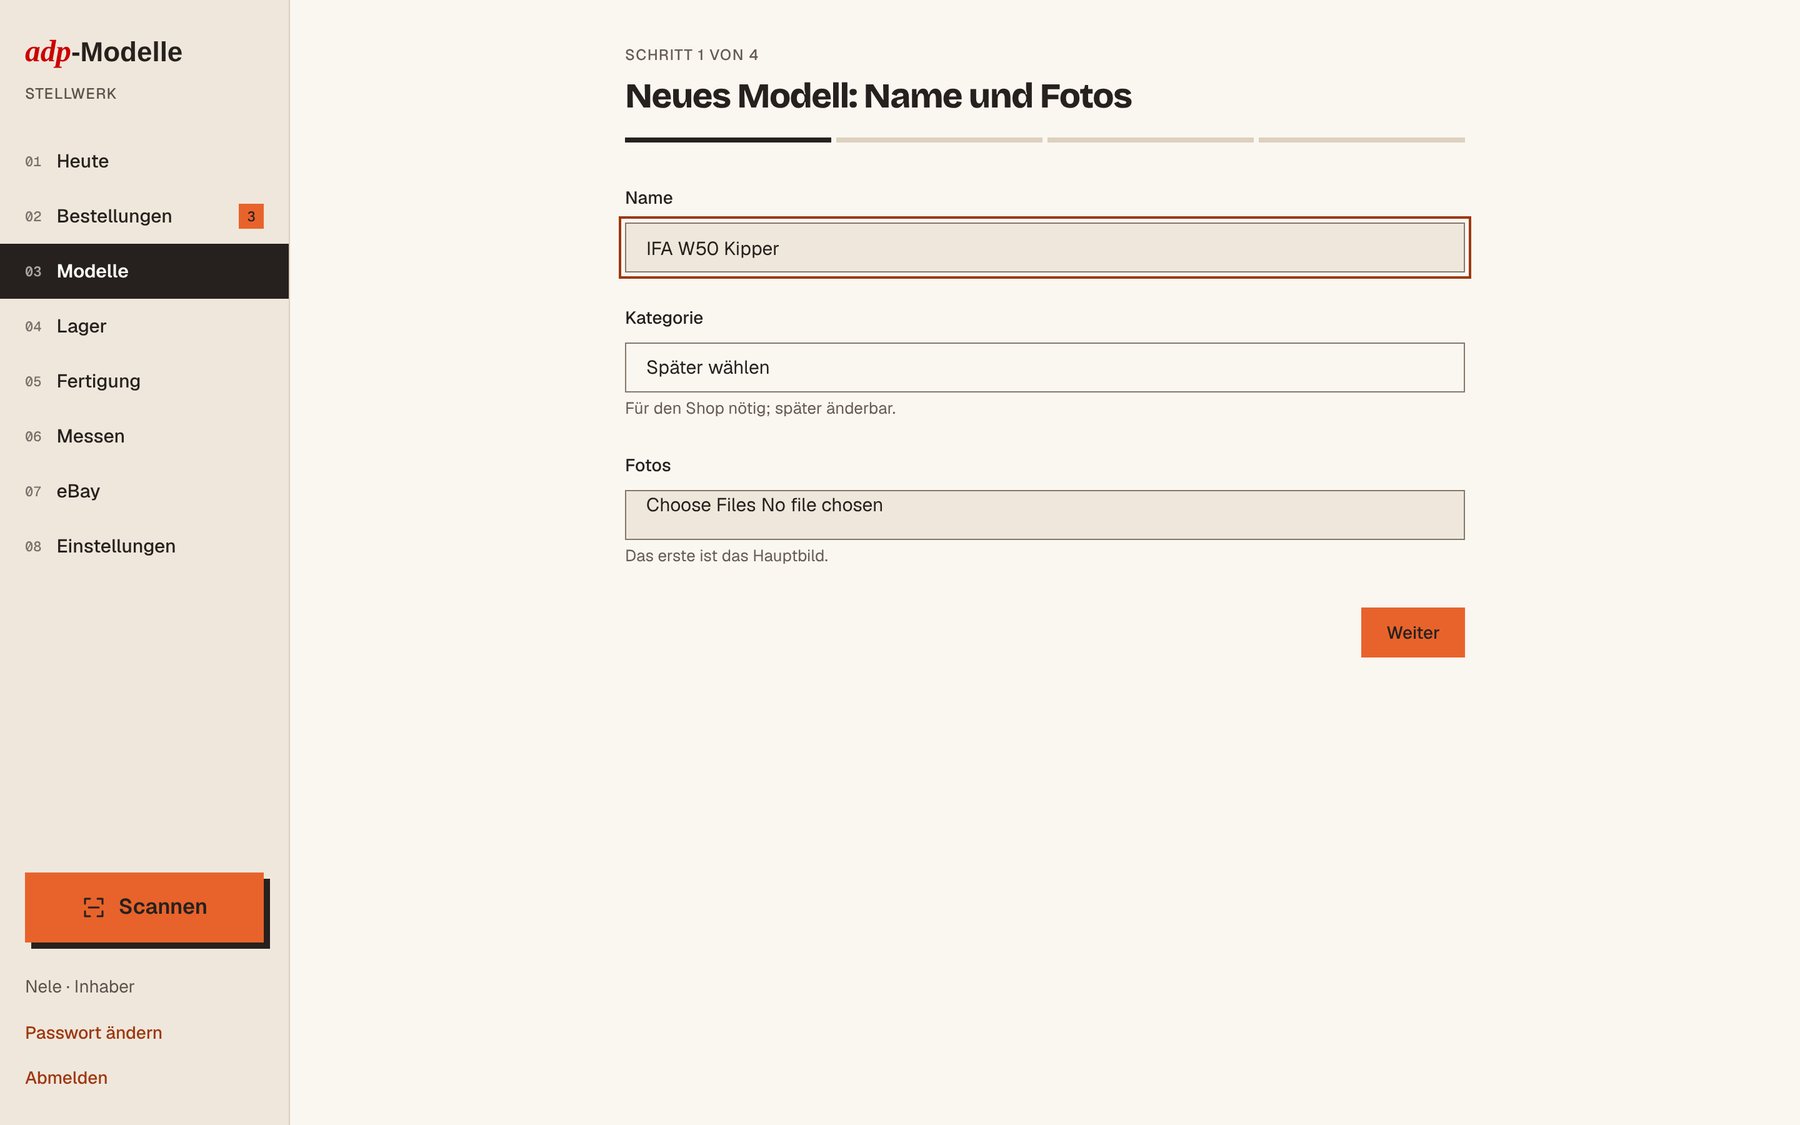 adp-Modelle
STELLWERK
01 Heute
02 Bestellungen 3
03 Modelle
04 Lager
05 Fertigung
06 Messen
07 eBay
08 Einstellungen
Scannen
Nele · Inhaber
Passwort ändern
Abmelden
SCHRITT 1 VON 4
Neues Modell: Name und Fotos
Name
IFA W50 Kipper
Kategorie
Später wählen
Für den Shop nötig; später änderbar.
Fotos
Choose Files No file chosen
Das erste ist das Hauptbild.
Weiter